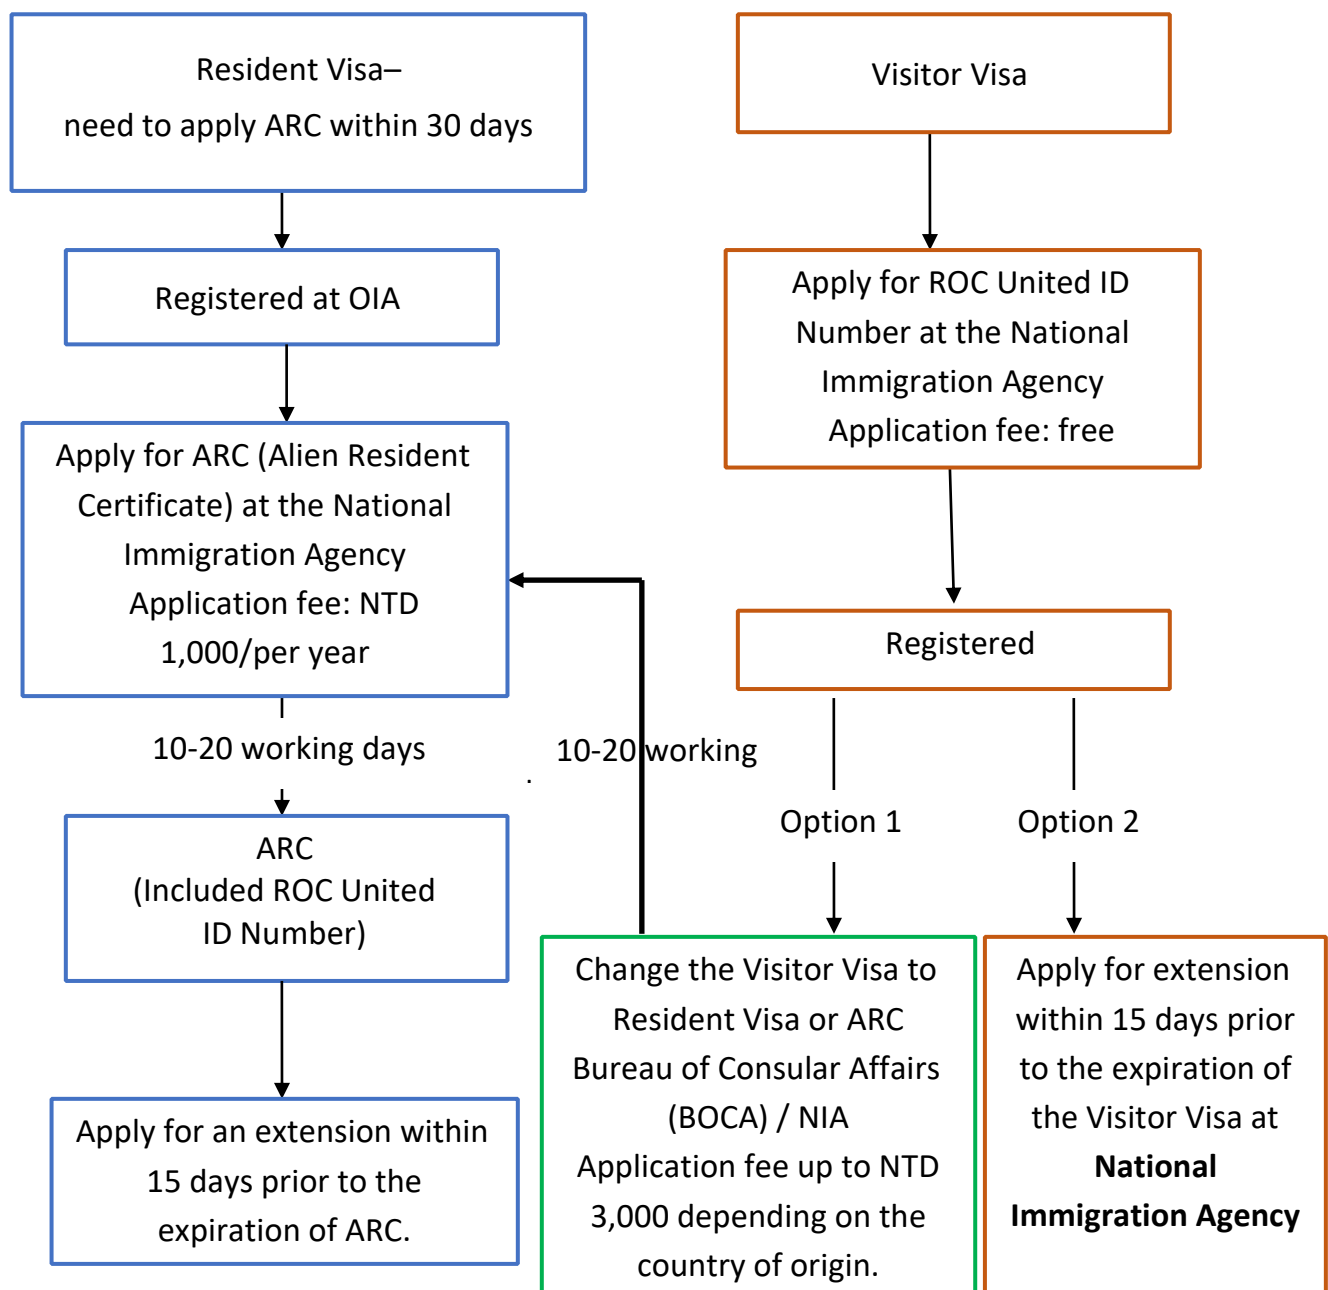 Resident Visa–
need to apply ARC within 30 days
Registered at OIA
Apply for ARC (Alien Resident
Certificate) at the National
Immigration Agency
Application fee: NTD
1,000/per year
10-20 working days
ARC
(Included ROC United
ID Number)
Apply for an extension within
15 days prior to the
expiration of ARC.
Visitor Visa
Apply for ROC United ID
Number at the National
Immigration Agency
Application fee: free
Registered
Option 1
Option 2
10-20 working
.
Change the Visitor Visa to
Resident Visa or ARC
Bureau of Consular Affairs
(BOCA) / NIA
Application fee up to NTD
3,000 depending on the
country of origin.
Apply for extension
within 15 days prior
to the expiration of
the Visitor Visa at
National
Immigration Agency